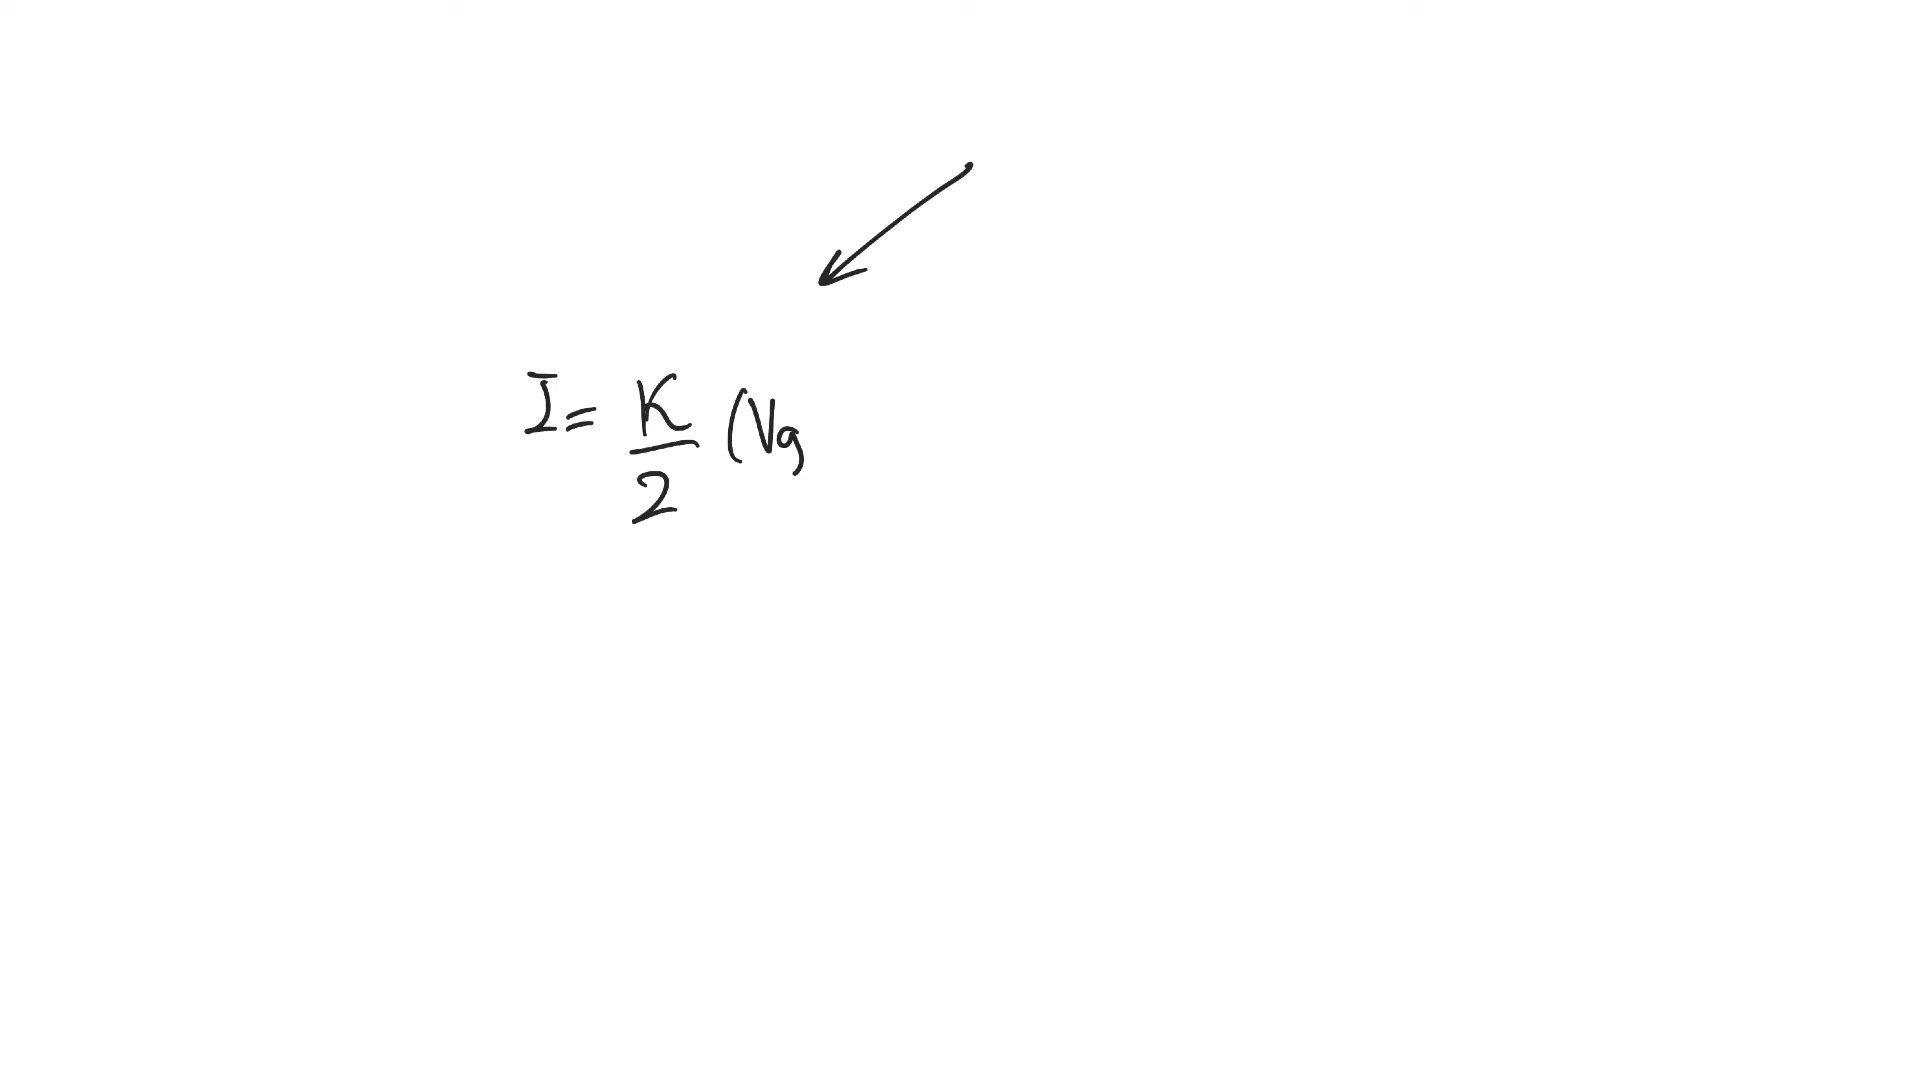 I = K/2 (Vg